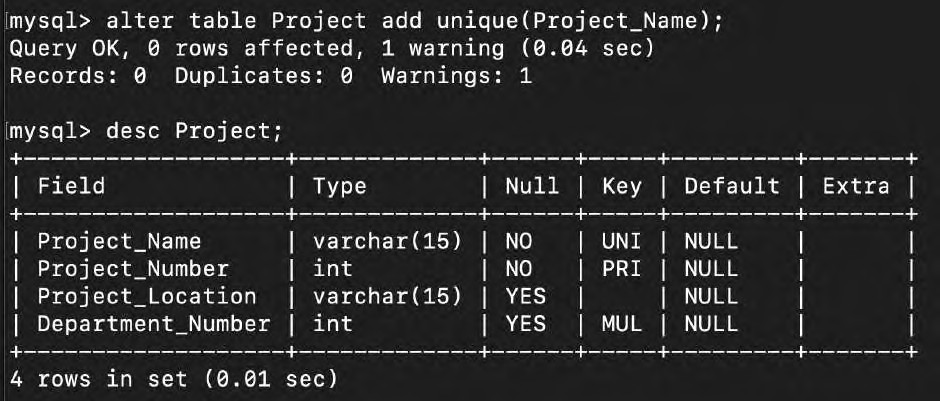 mysql> alter table Project add unique(Project_Name);
Query OK, 0 rows affected, 1 warning (0.04 sec)
Records: 0  Duplicates: 0  Warnings: 1

mysql> desc Project;
+-------------------+-------------+------+-----+---------+-------+
| Field             | Type        | Null | Key | Default | Extra |
+-------------------+-------------+------+-----+---------+-------+
| Project_Name      | varchar(15) | NO   | UNI | NULL    |       |
| Project_Number    | int         | NO   | PRI | NULL    |       |
| Project_Location  | varchar(15) | YES  |     | NULL    |       |
| Department_Number | int         | YES  | MUL | NULL    |       |
+-------------------+-------------+------+-----+---------+-------+
4 rows in set (0.01 sec)